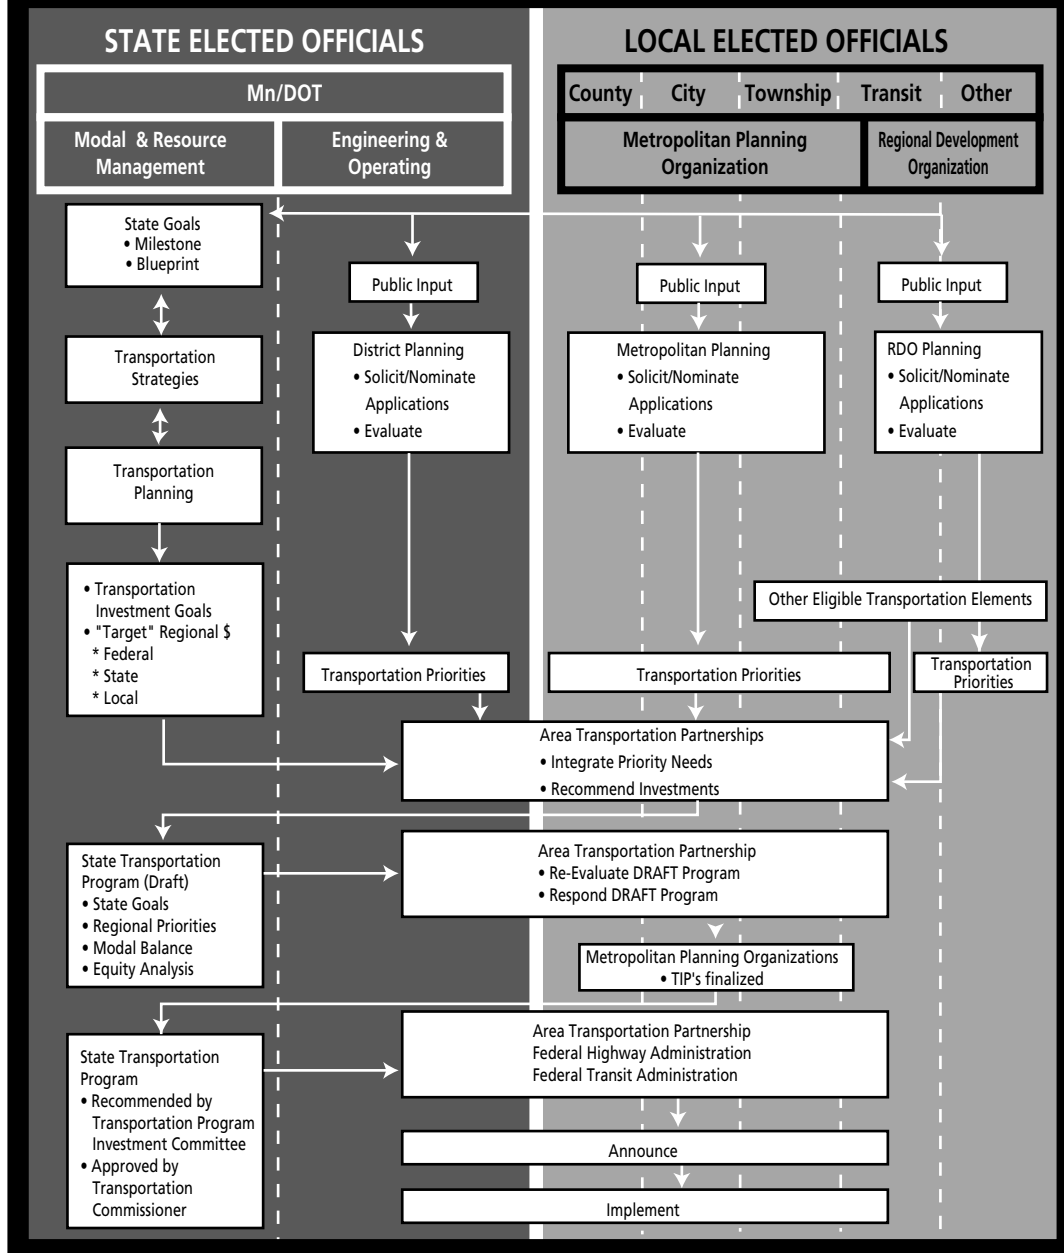 STATE ELECTED OFFICIALS
LOCAL ELECTED OFFICIALS
Mn/DOT
County
City
Township
Transit
Other
Modal & Resource
Management
Engineering &
Operating
Metropolitan Planning
Organization
Regional Development
Organization
State Goals
• Milestone
• Blueprint
Public Input
Public Input
Public Input
Transportation
Strategies
District Planning
• Solicit/Nominate
Applications
• Evaluate
Metropolitan Planning
• Solicit/Nominate
Applications
• Evaluate
RDO Planning
• Solicit/Nominate
Applications
• Evaluate
Transportation
Planning
• Transportation
Investment Goals
• "Target" Regional $
* Federal
* State
* Local
Other Eligible Transportation Elements
Transportation Priorities
Transportation Priorities
Transportation
Priorities
Area Transportation Partnerships
• Integrate Priority Needs
• Recommend Investments
State Transportation
Program (Draft)
• State Goals
• Regional Priorities
• Modal Balance
• Equity Analysis
Area Transportation Partnership
• Re-Evaluate DRAFT Program
• Respond DRAFT Program
Metropolitan Planning Organizations
• TIP's finalized
State Transportation
Program
• Recommended by
Transportation Program
Investment Committee
• Approved by
Transportation
Commissioner
Area Transportation Partnership
Federal Highway Administration
Federal Transit Administration
Announce
Implement